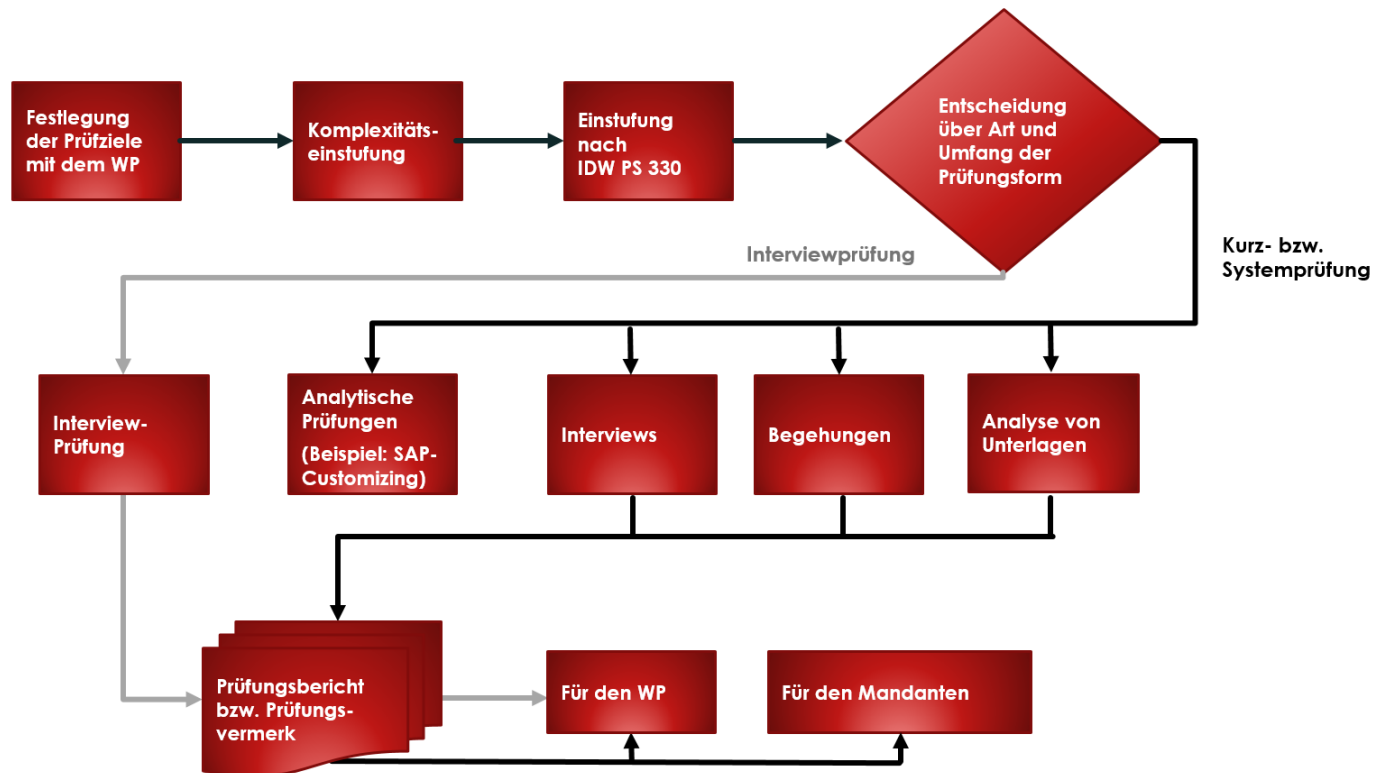 Festlegung
der Prüfziele
mit dem WP
Komplexitäts-
einstufung
Einstufung
nach
IDW PS 330
Entscheidung
über Art und
Umfang der
Prüfungsform
Interviewprüfung
Kurz- bzw.
Systemprüfung
Interview-
Prüfung
Analytische
Prüfungen
(Beispiel: SAP-
Customizing)
Interviews
Begehungen
Analyse von
Unterlagen
Prüfungsbericht
bzw. Prüfungs-
vermerk
Für den WP
Für den Mandanten